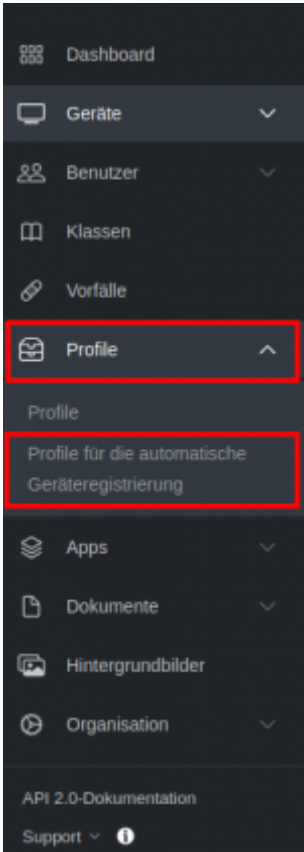 Dashboard
Geräte
Benutzer
Klassen
Vorfälle
Profile
Profile
Profile für die automatische
Geräteregistrierung
Apps
Dokumente
Hintergrundbilder
Organisation
API 2.0-Dokumentation
Support